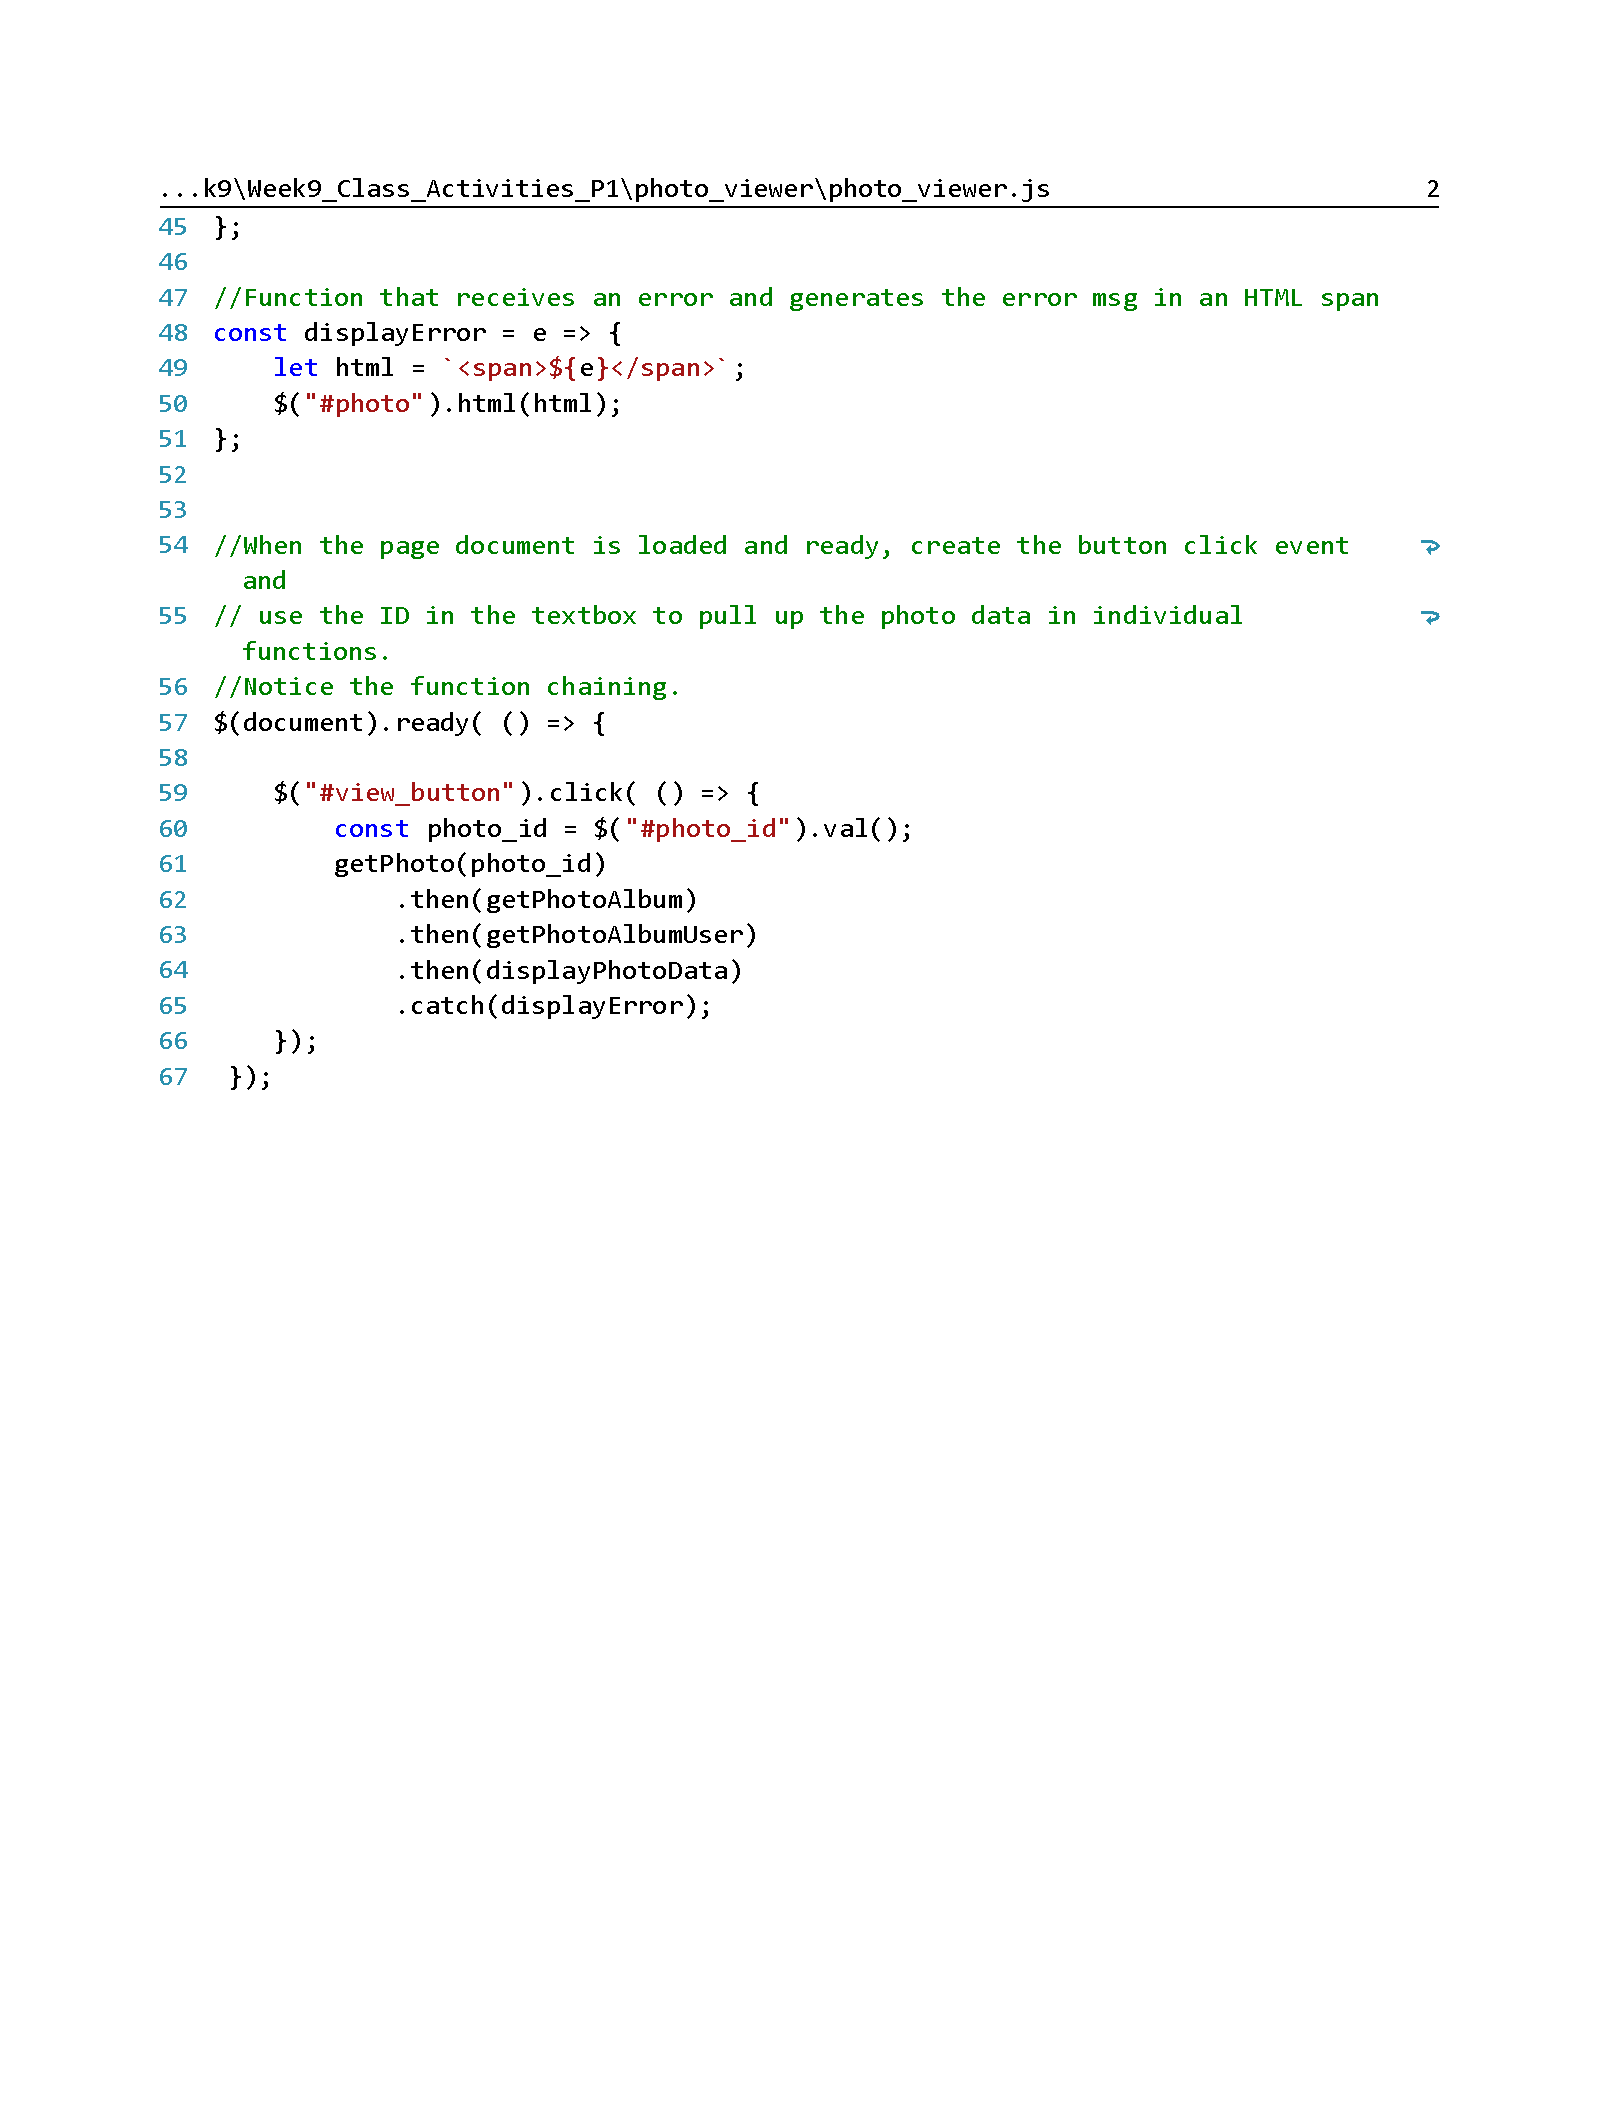 ...k9\Week9_Class_Activities_P1\photo_viewer\photo_viewer.js 2
45 };
46
47 //Function that receives an error and generates the error msg in an HTML span
48 const displayError = e => {
49     let html = `<span>${e}</span>`;
50     $("#photo").html(html);
51 };
52
53
54 //When the page document is loaded and ready, create the button click event
and
55 // use the ID in the textbox to pull up the photo data in individual
functions.
56 //Notice the function chaining.
57 $(document).ready( () => {
58
59     $("#view_button").click( () => {
60         const photo_id = $("#photo_id").val();
61         getPhoto(photo_id)
62             .then(getPhotoAlbum)
63             .then(getPhotoAlbumUser)
64             .then(displayPhotoData)
65             .catch(displayError);
66     });
67  });